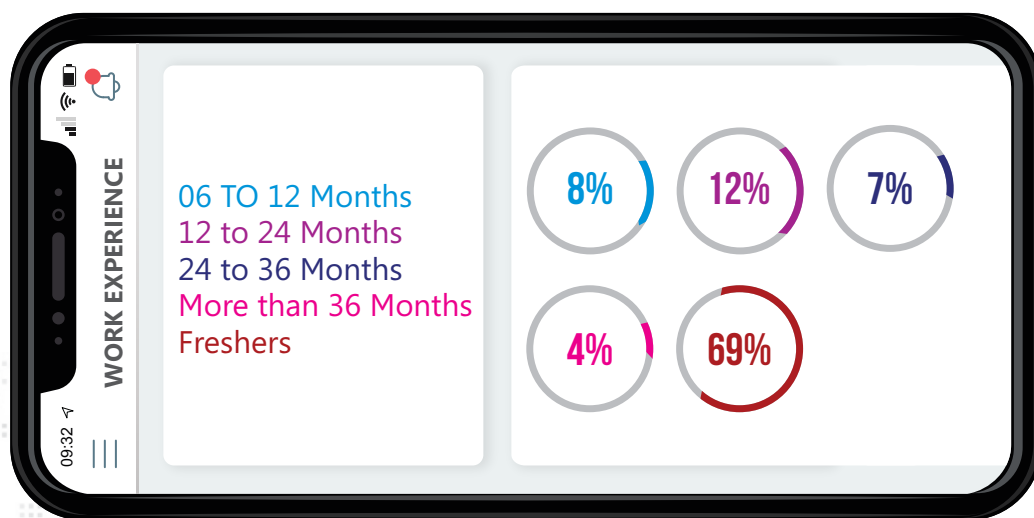 09:32
WORK EXPERIENCE
06 TO 12 Months
12 to 24 Months
24 to 36 Months
More than 36 Months
Freshers
8%
12%
7%
4%
69%